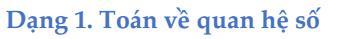 Dạng 1. Toán về quan hệ số